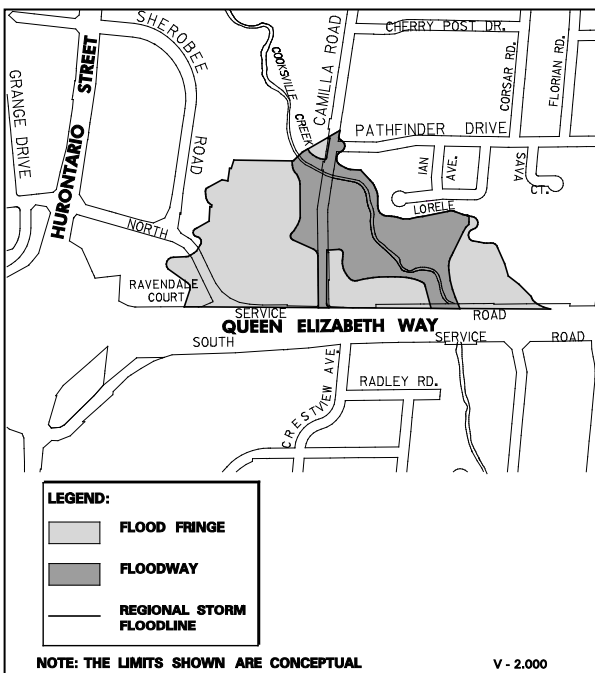 SHEROBEE
ROAD
GRANGE DRIVE
HURONTARIO STREET
COOKSVILLE CREEK
CAMILLA ROAD
CHERRY POST DR.
CORSAR RD.
FLORIAN RD.
PATHFINDER DRIVE
IAN AVE.
SAVA CT.
LORELE
NORTH
RAVENDALE
COURT
SERVICE
ROAD
QUEEN ELIZABETH WAY
SOUTH
SERVICE
ROAD
CRESTVIEW AVE.
RADLEY RD.
LEGEND:
FLOOD FRINGE
FLOODWAY
REGIONAL STORM
FLOODLINE
NOTE: THE LIMITS SHOWN ARE CONCEPTUAL
V - 2.000